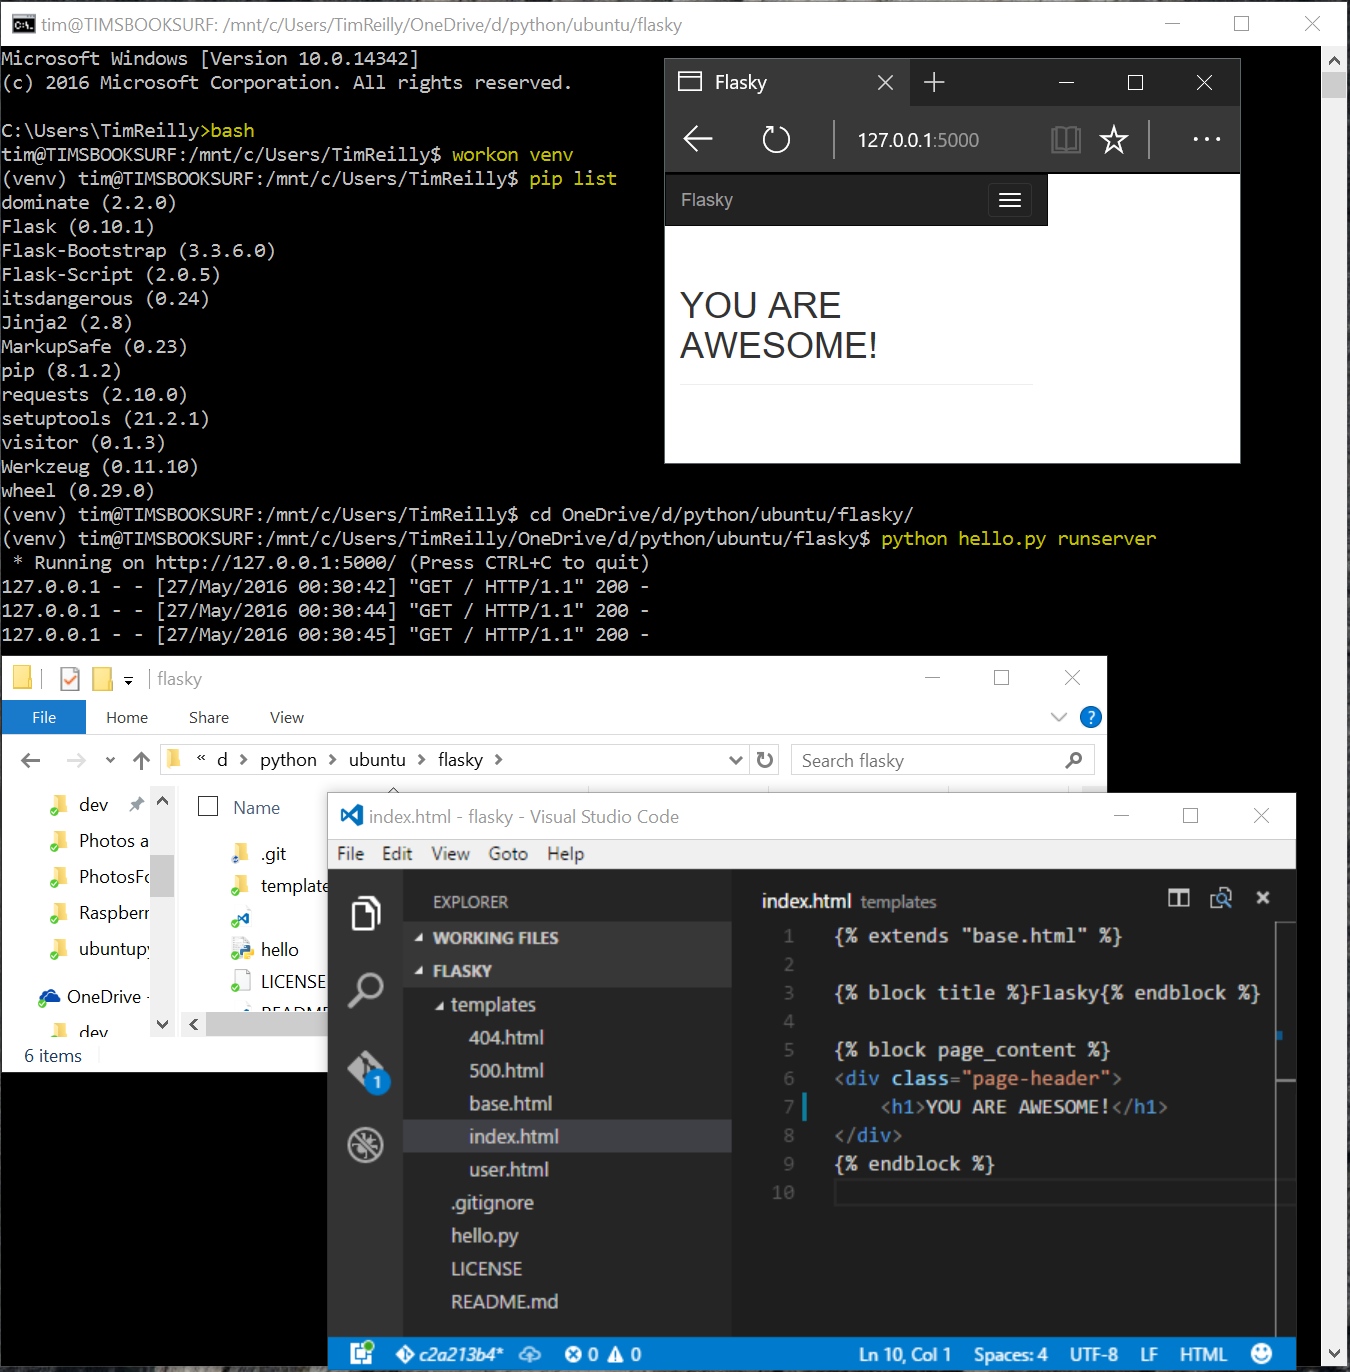 tim@TIMSBOOKSURF: /mnt/c/Users/TimReilly/OneDrive/d/python/ubuntu/flasky
Microsoft Windows [Version 10.0.14342]
(c) 2016 Microsoft Corporation. All rights reserved.
C:\Users\TimReilly>bash
tim@TIMSBOOKSURF:/mnt/c/Users/TimReilly$ workon venv
(venv) tim@TIMSBOOKSURF:/mnt/c/Users/TimReilly$ pip list
dominate (2.2.0)
Flask (0.10.1)
Flask-Bootstrap (3.3.6.0)
Flask-Script (2.0.5)
itsdangerous (0.24)
Jinja2 (2.8)
MarkupSafe (0.23)
pip (8.1.2)
requests (2.10.0)
setuptools (21.2.1)
visitor (0.1.3)
Werkzeug (0.11.10)
wheel (0.29.0)
(venv) tim@TIMSBOOKSURF:/mnt/c/Users/TimReilly$ cd OneDrive/d/python/ubuntu/flasky/
(venv) tim@TIMSBOOKSURF:/mnt/c/Users/TimReilly/OneDrive/d/python/ubuntu/flasky$ python hello.py runserver
* Running on http://127.0.0.1:5000/ (Press CTRL+C to quit)
127.0.0.1 - - [27/May/2016 00:30:42] "GET / HTTP/1.1" 200 -
127.0.0.1 - - [27/May/2016 00:30:44] "GET / HTTP/1.1" 200 -
127.0.0.1 - - [27/May/2016 00:30:45] "GET / HTTP/1.1" 200 -
Flasky
127.0.0.1:5000
Flasky
YOU ARE
AWESOME!
flasky
File Home Share View
« d > python > ubuntu > flasky >
Search flasky
dev
Photos a
PhotosFo
Raspberr
ubuntupy
OneDrive -
dev
Name
.git
template
hello
LICENSE
README
6 items
index.html - flasky - Visual Studio Code
File Edit View Goto Help
EXPLORER
WORKING FILES
FLASKY
templates
404.html
500.html
base.html
index.html
user.html
.gitignore
hello.py
LICENSE
README.md
1
index.html templates
1 {% extends "base.html" %}
2
3 {% block title %}Flasky{% endblock %}
4
5 {% block page_content %}
6 <div class="page-header">
7 <h1>YOU ARE AWESOME!</h1>
8 </div>
9 {% endblock %}
10
c2a213b4* 0 0 Ln 10, Col 1 Spaces: 4 UTF-8 LF HTML